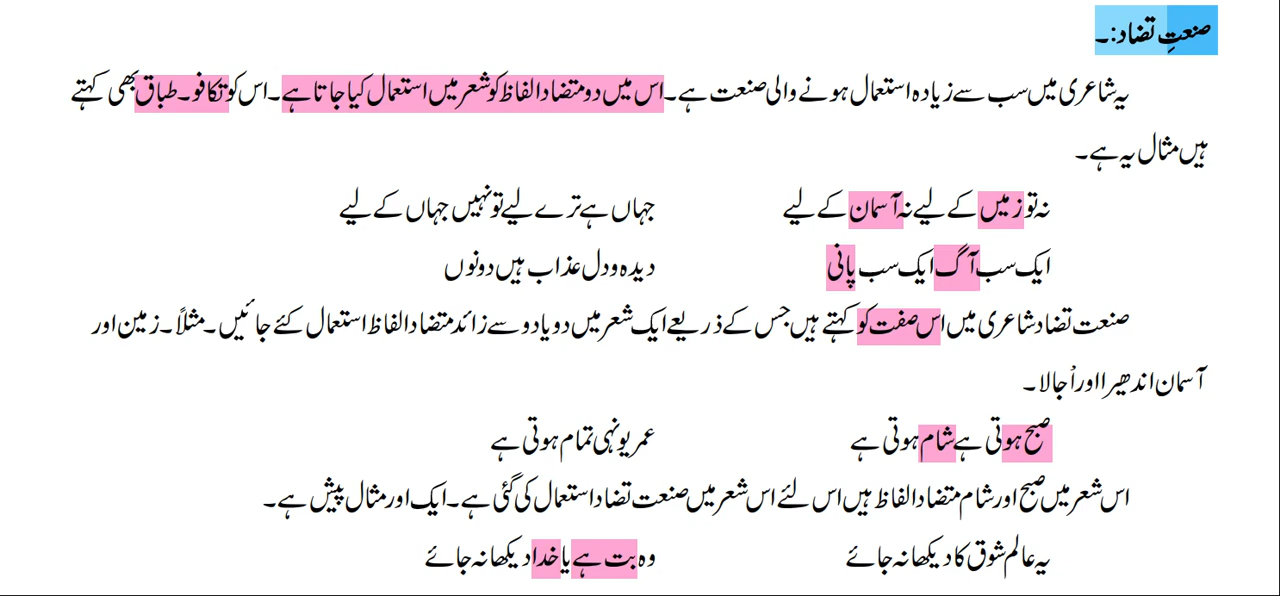 صنعتِ تضاد:۔
یہ شاعری میں سب سے زیادہ استعمال ہونے والی صنعت ہے۔ اس میں دو متضاد الفاظ کو شعر میں استعمال کیا جاتا ہے۔ اس کو تکافو۔ طباق بھی کہتے
ہیں مثال یہ ہے۔
نہ تو زمیں کے لیے نہ آسمان کے لیے جہاں ہے ترے لیے تو نہیں جہاں کے لیے
ایک سب آگ ایک سب پانی دیدہ و دل عذاب ہیں دونوں
صنعت تضاد شاعری میں اس صفت کو کہتے ہیں جس کے ذریعے ایک شعر میں دو یا دو سے زائد متضاد الفاظ استعمال کئے جائیں۔ مثلاً۔ زمین اور
آسمان اندھیرا اور اُجالا۔
صبح ہوتی ہے شام ہوتی ہے عمر یونہی تمام ہوتی ہے
اس شعر میں صبح اور شام متضاد الفاظ ہیں اس لئے اس شعر میں صنعت تضاد استعمال کی گئی ہے۔ ایک اور مثال پیش ہے۔
یہ عالم شوق کا دیکھا نہ جائے وہ بت ہے یا خدا دیکھا نہ جائے